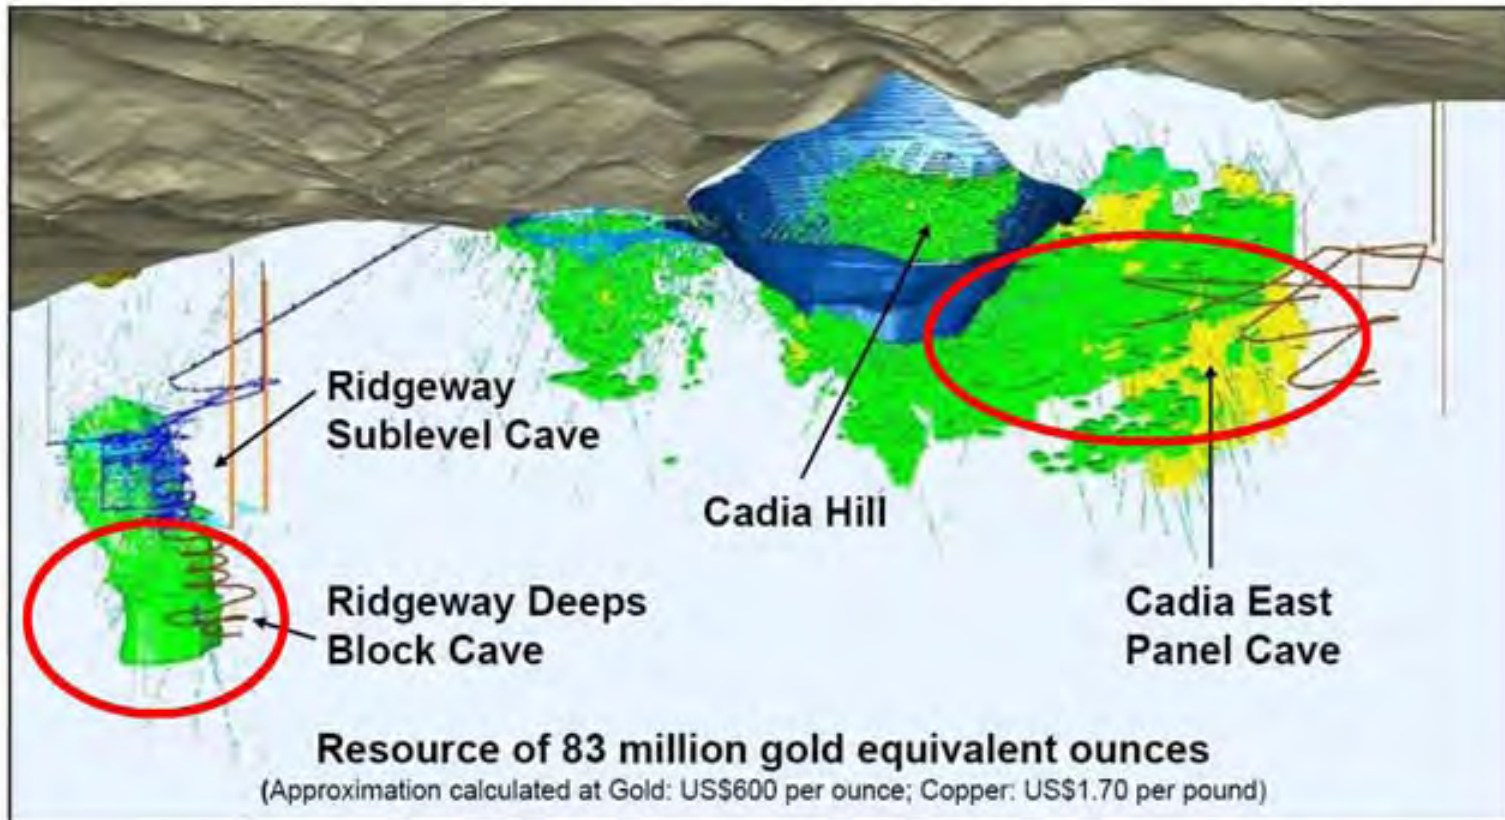 Ridgeway
Sublevel Cave
Cadia Hill
Ridgeway Deeps
Block Cave
Cadia East
Panel Cave
Resource of 83 million gold equivalent ounces
(Approximation calculated at Gold: US$600 per ounce; Copper: US$1.70 per pound)